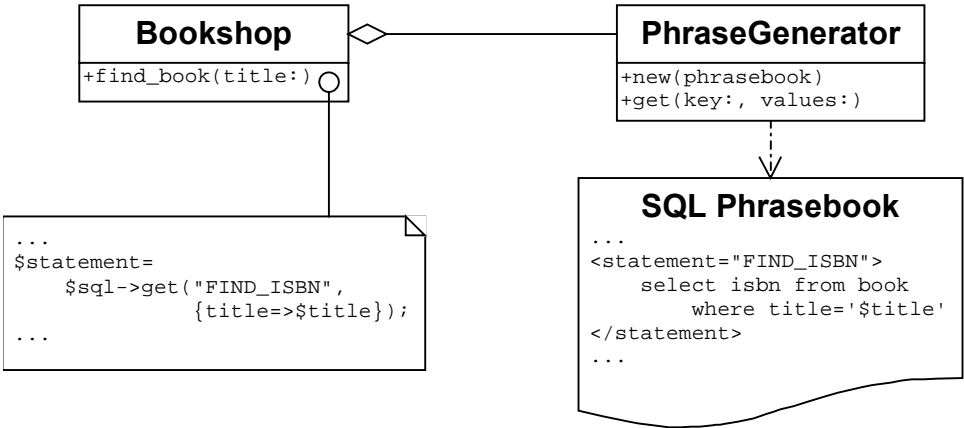 Bookshop
+find_book(title:)
PhraseGenerator
+new(phrasebook)
+get(key:, values:)
...
$statement=
    $sql->get("FIND_ISBN",
              {title=>$title});
...
SQL Phrasebook
...
<statement="FIND_ISBN">
    select isbn from book
        where title='$title'
</statement>
...